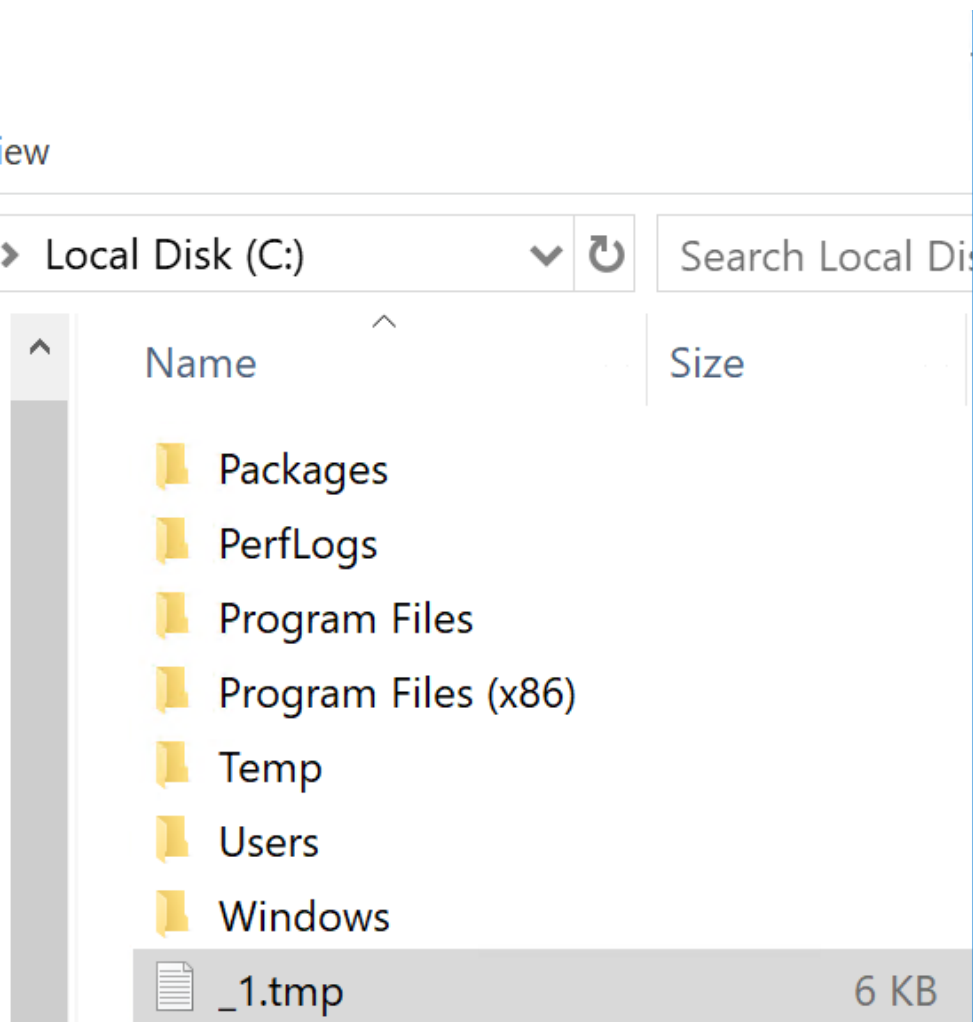 iew
Local Disk (C:)
Search Local Dis
Name Size
Packages
PerfLogs
Program Files
Program Files (x86)
Temp
Users
Windows
_1.tmp 6 KB